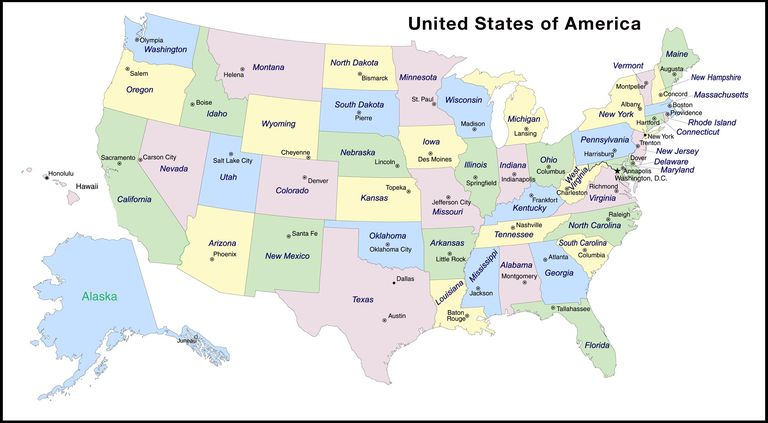 United States of America
Washington
Olympia
Oregon
Salem
California
Sacramento
Nevada
Carson City
Idaho
Boise
Montana
Helena
Wyoming
Cheyenne
Utah
Salt Lake City
Colorado
Denver
Arizona
Phoenix
New Mexico
Santa Fe
North Dakota
Bismarck
South Dakota
Pierre
Nebraska
Lincoln
Kansas
Topeka
Oklahoma
Oklahoma City
Texas
Dallas
Austin
Minnesota
St. Paul
Iowa
Des Moines
Missouri
Jefferson City
Arkansas
Little Rock
Louisiana
Baton
Rouge
Wisconsin
Madison
Illinois
Springfield
Michigan
Lansing
Indiana
Indianapolis
Ohio
Columbus
Kentucky
Frankfort
Tennessee
Nashville
Mississippi
Jackson
Alabama
Montgomery
Georgia
Atlanta
Florida
Tallahassee
South Carolina
Columbia
North Carolina
Raleigh
Virginia
Richmond
West
Virginia
Charleston
Pennsylvania
Harrisburg
New York
Albany
New York
Vermont
Montpelier
Maine
Augusta
New Hampshire
Concord
Massachusetts
Boston
Rhode Island
Providence
Connecticut
Hartford
New Jersey
Trenton
Delaware
Dover
Maryland
Annapolis
Washington, D.C.
Honolulu
Hawaii
Alaska
Juneau